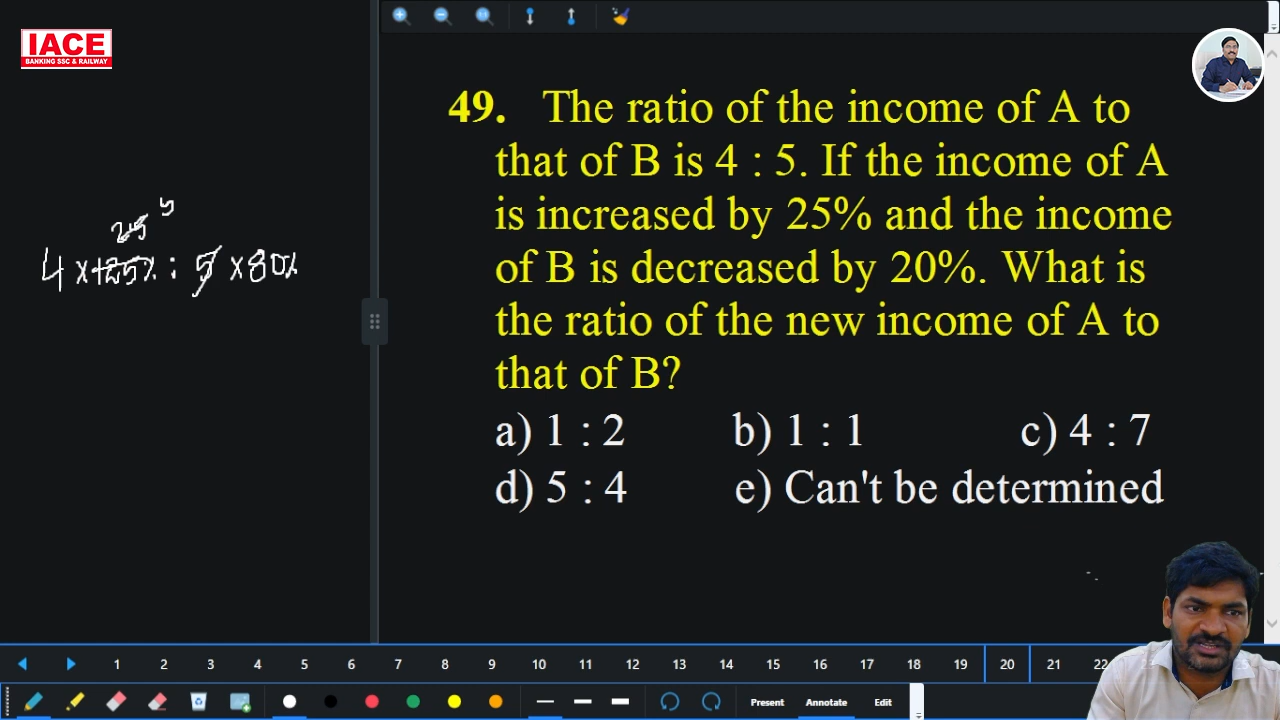 IACE
BANKING SSC & RAILWAY
49. The ratio of the income of A to
that of B is 4 : 5. If the income of A
is increased by 25% and the income
of B is decreased by 20%. What is
the ratio of the new income of A to
that of B?
a) 1 : 2 b) 1 : 1 c) 4 : 7
d) 5 : 4 e) Can't be determined
25 5
4 x 125% : 5 x 80%
1 2 3 4 5 6 7 8 9 10 11 12 13 14 15 16 17 18 19 20 21 22
Present Annotate Edit